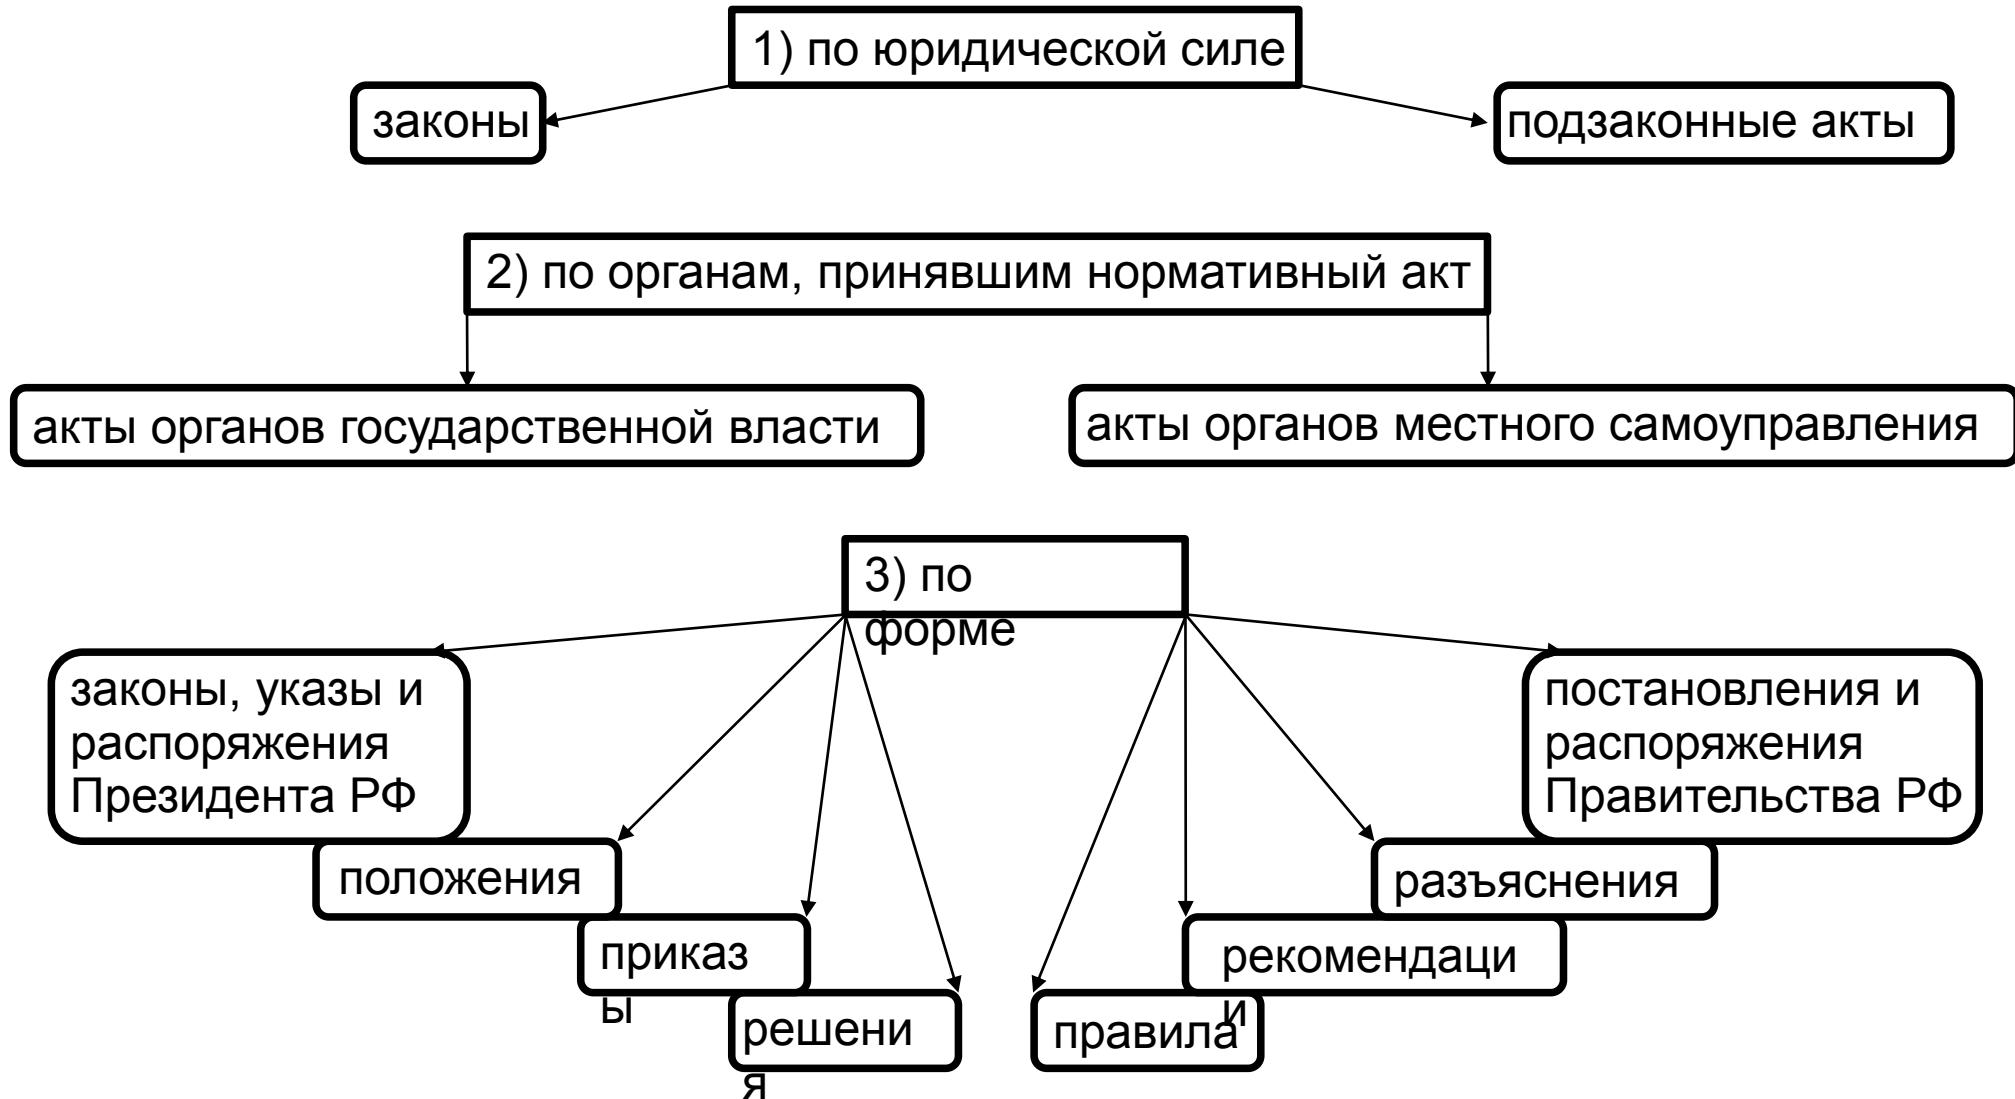 1) по юридической силе
законы
подзаконные акты
2) по органам, принявшим нормативный акт
акты органов государственной власти
акты органов местного самоуправления
3) по
форме
законы, указы и
распоряжения
Президента РФ
постановления и
распоряжения
Правительства РФ
положения
разъяснения
приказ
ы
рекомендаци
и
решени
я
правила